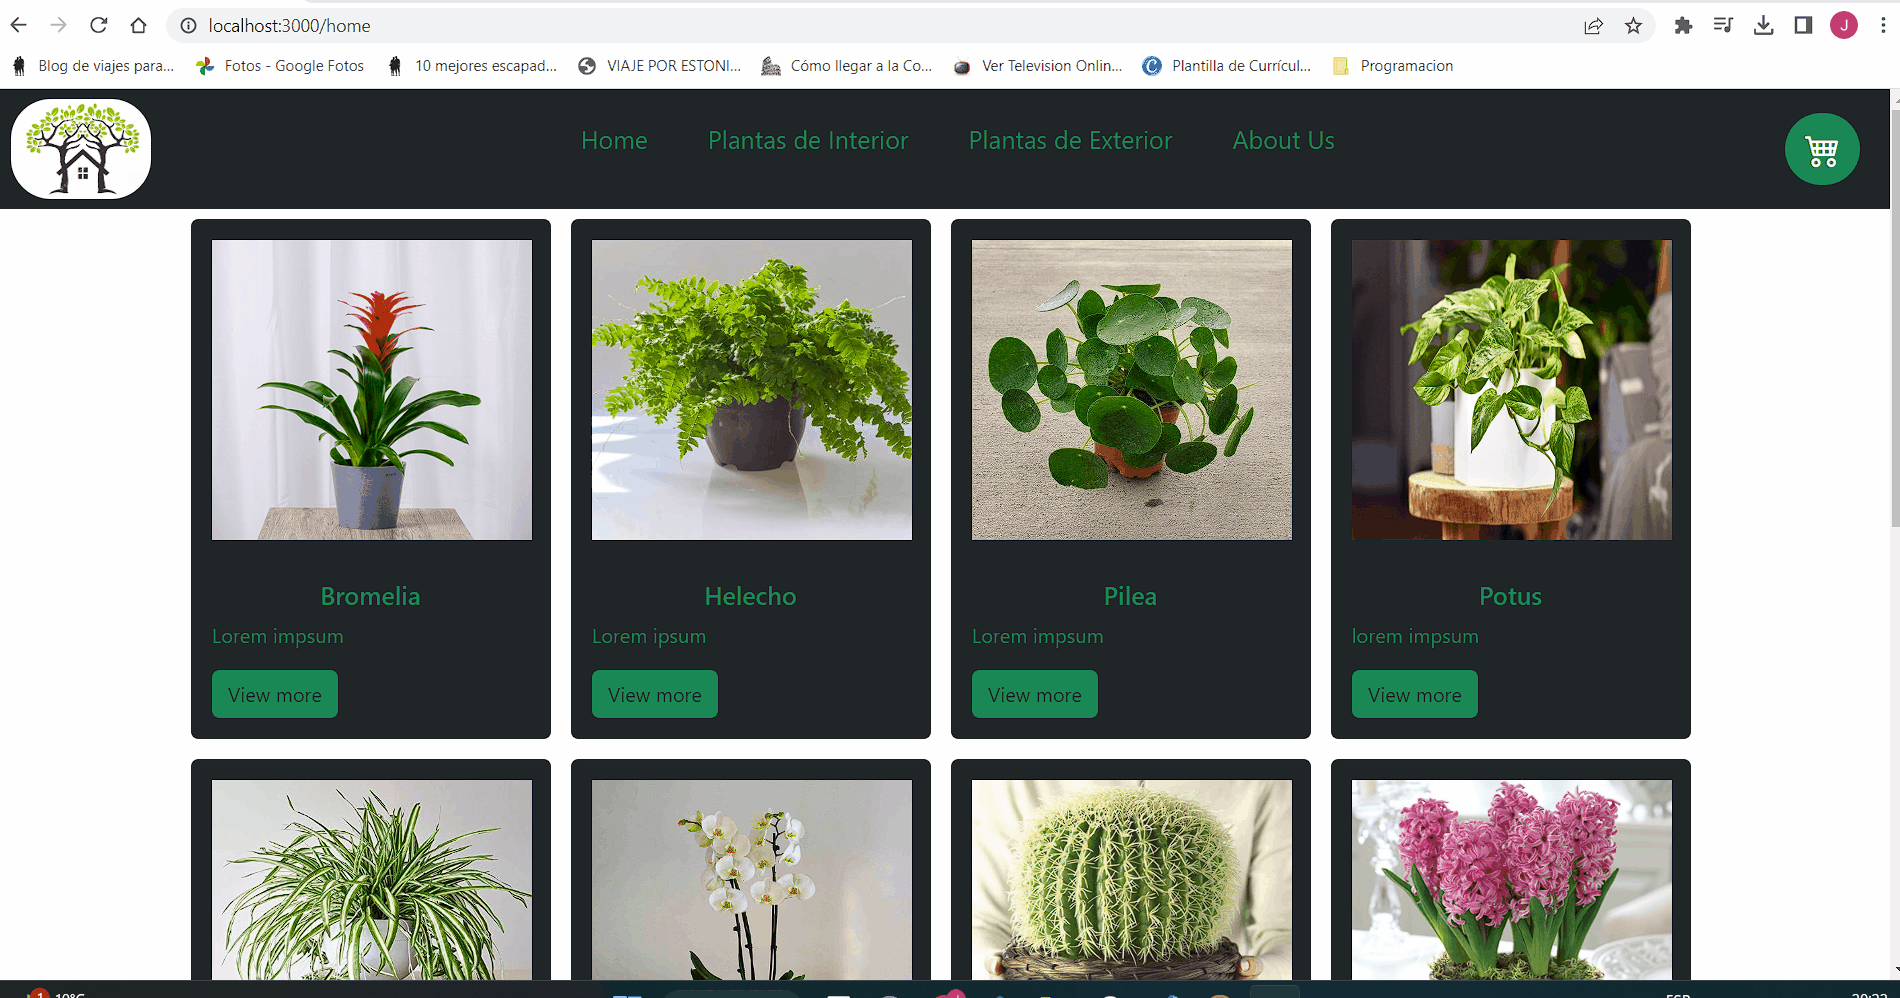 localhost:3000/home
J
Blog de viajes para... Fotos - Google Fotos 10 mejores escapad... VIAJE POR ESTONI... Cómo llegar a la Co... Ver Television Onlin... Plantilla de Currícul... Programacion
Home Plantas de Interior Plantas de Exterior About Us
Bromelia Helecho Pilea Potus
Lorem impsum Lorem ipsum Lorem impsum lorem impsum
View more View more View more View more